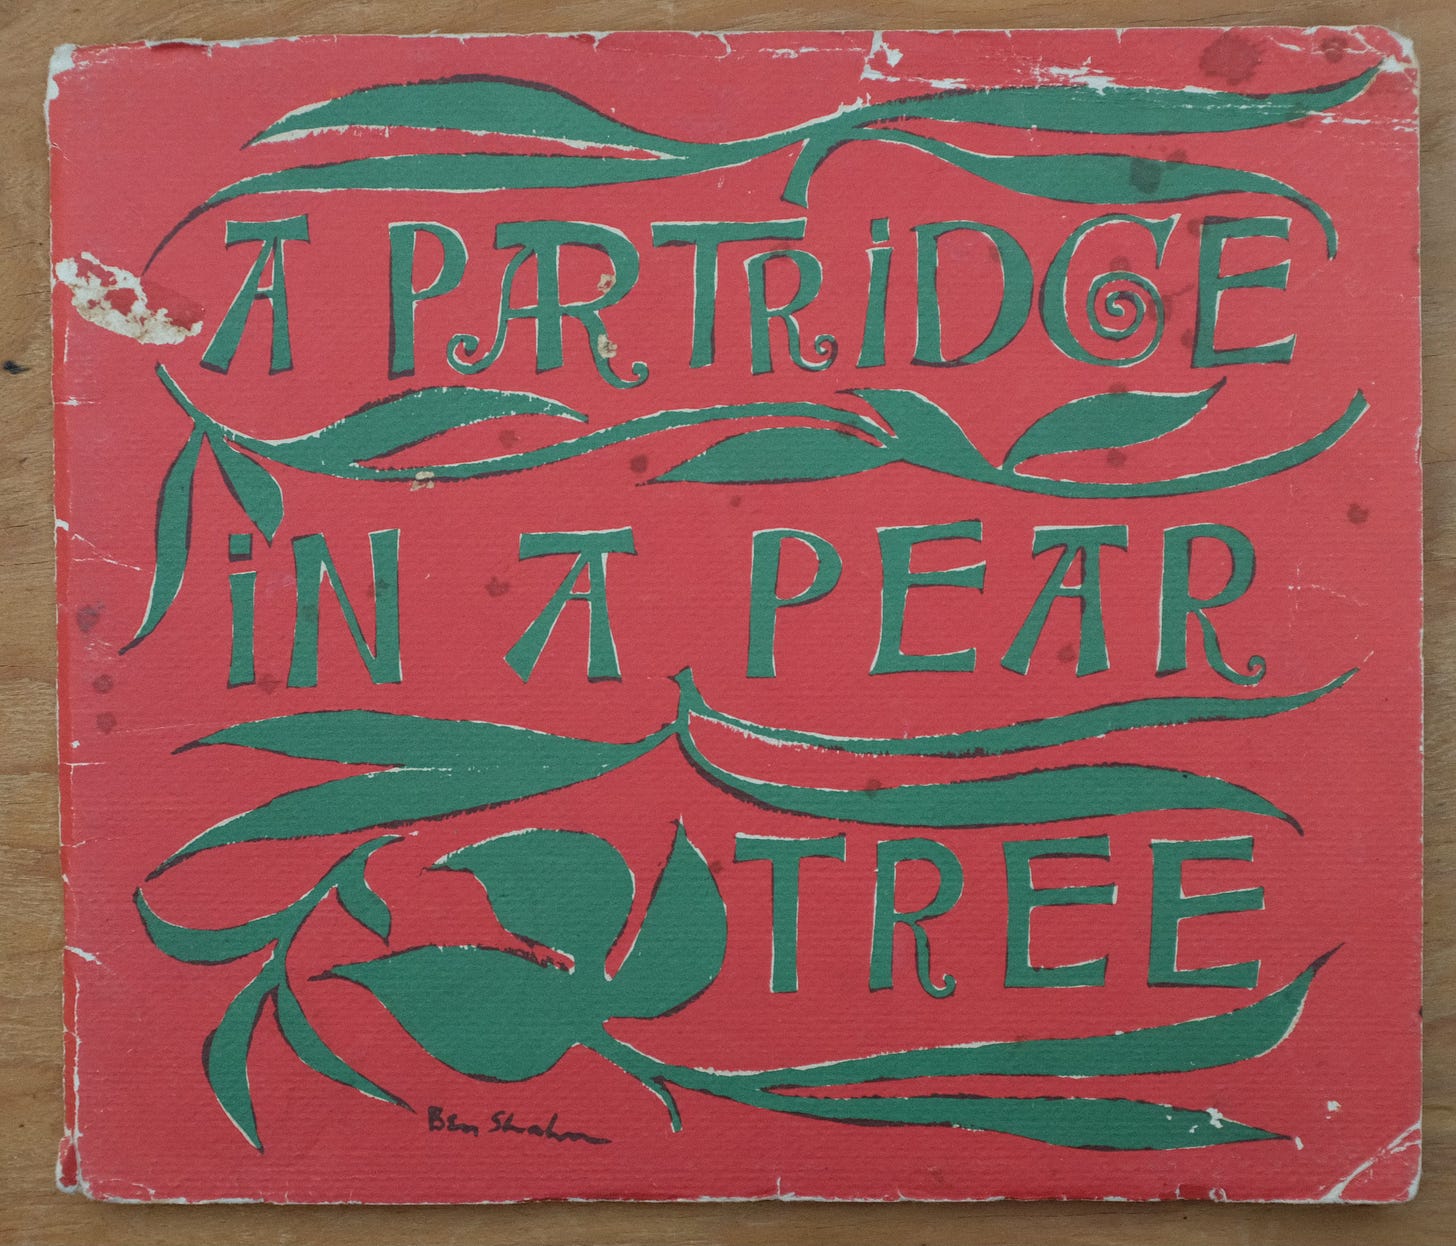 A PARTRIDGE
iN A PEAR
TREE
Ben Shahn